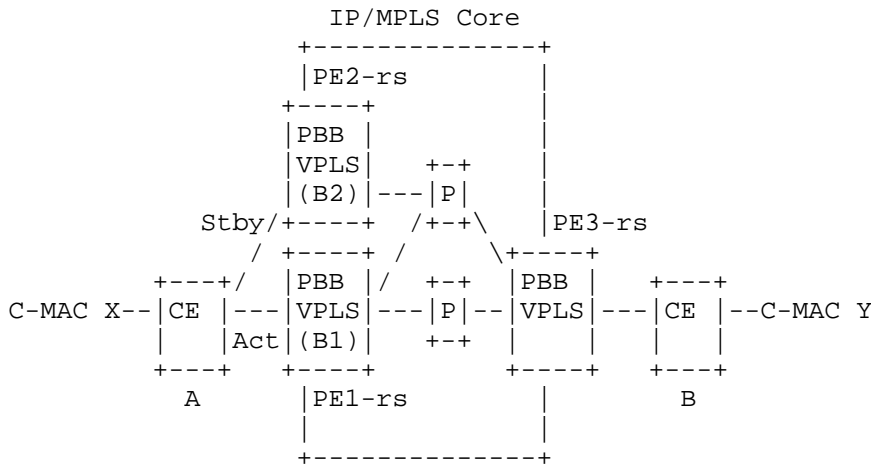 IP/MPLS Core
PE2-rs
PBB
VPLS
(B2) P
Stby PE3-rs
PBB PBB
C-MAC X CE VPLS P VPLS CE C-MAC Y
Act (B1)
A PE1-rs B